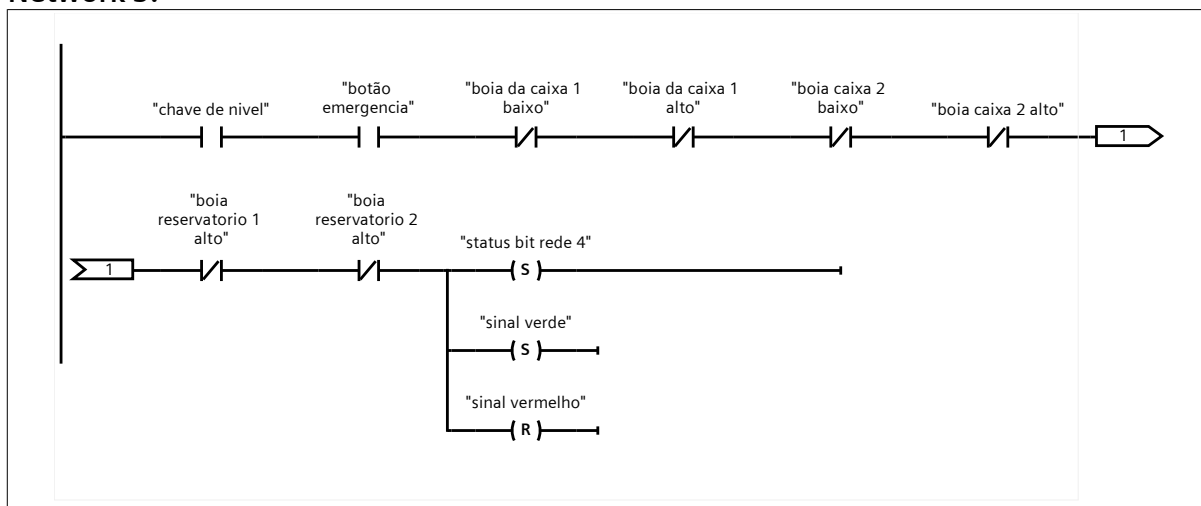 "chave de nivel"
"botão
emergencia"
"boia da caixa 1
baixo"
"boia da caixa 1
alto"
"boia caixa 2
baixo"
"boia caixa 2 alto"
1
1
"boia
reservatorio 1
alto"
"boia
reservatorio 2
alto"
"status bit rede 4"
S
"sinal verde"
S
"sinal vermelho"
R